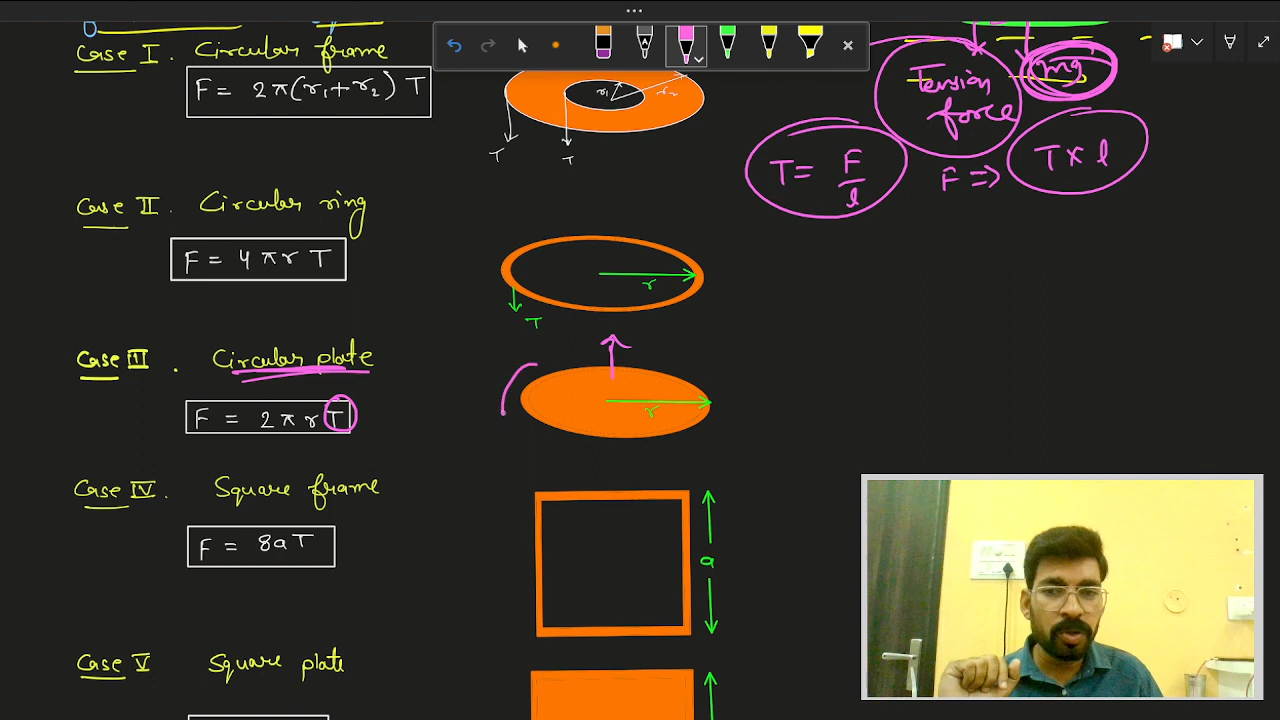 Case I. Circular frame
F = 2π(r₁+r₂) T
r₁
r₂
T
T
Tension force
mg
T = F/l
F ⇒ T × l
Case II. Circular ring
F = 4πrT
r
T
Case III. Circular plate
F = 2πrT
r
Case IV. Square frame
F = 8aT
a
Case V Square plate